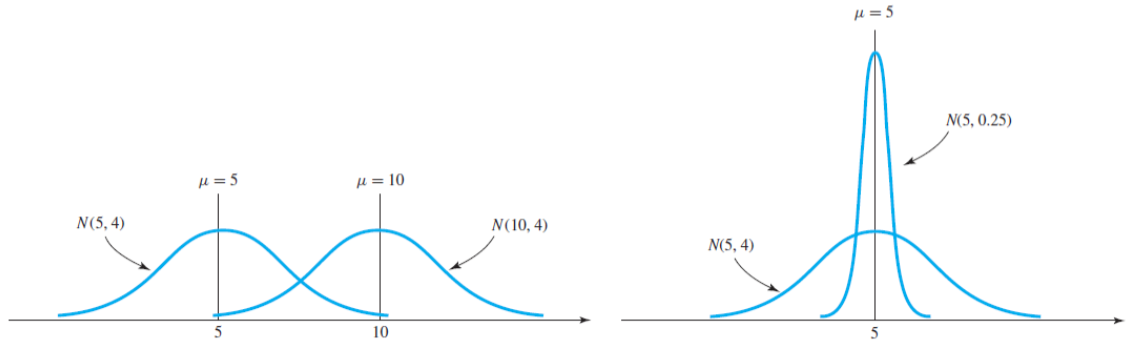 μ = 5
μ = 10
N(5, 4)
N(10, 4)
5
10
μ = 5
N(5, 0.25)
N(5, 4)
5